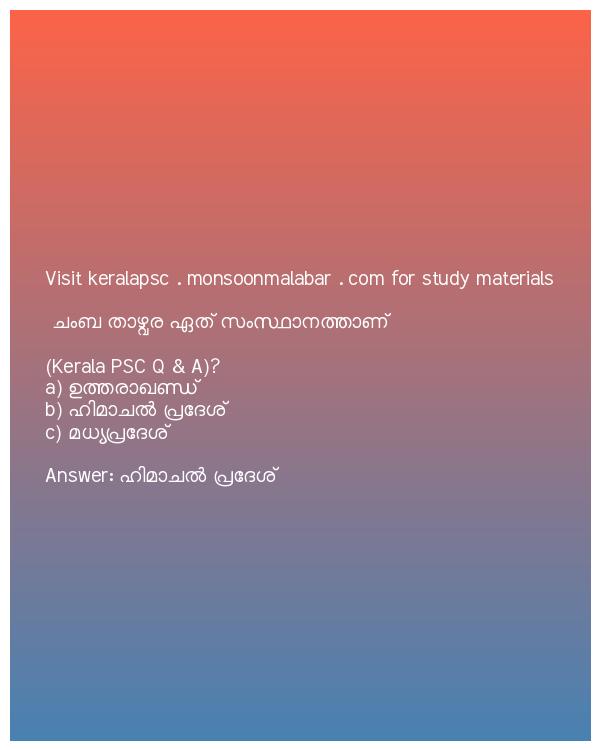 Visit keralapsc . monsoonmalabar . com for study materials
ചംബ താഴ്വര ഏത് സംസ്ഥാനത്താണ്
(Kerala PSC Q & A)?
a) ഉത്തരാഖണ്ഡ്
b) ഹിമാചൽ പ്രദേശ്
c) മധ്യപ്രദേശ്
Answer: ഹിമാചൽ പ്രദേശ്